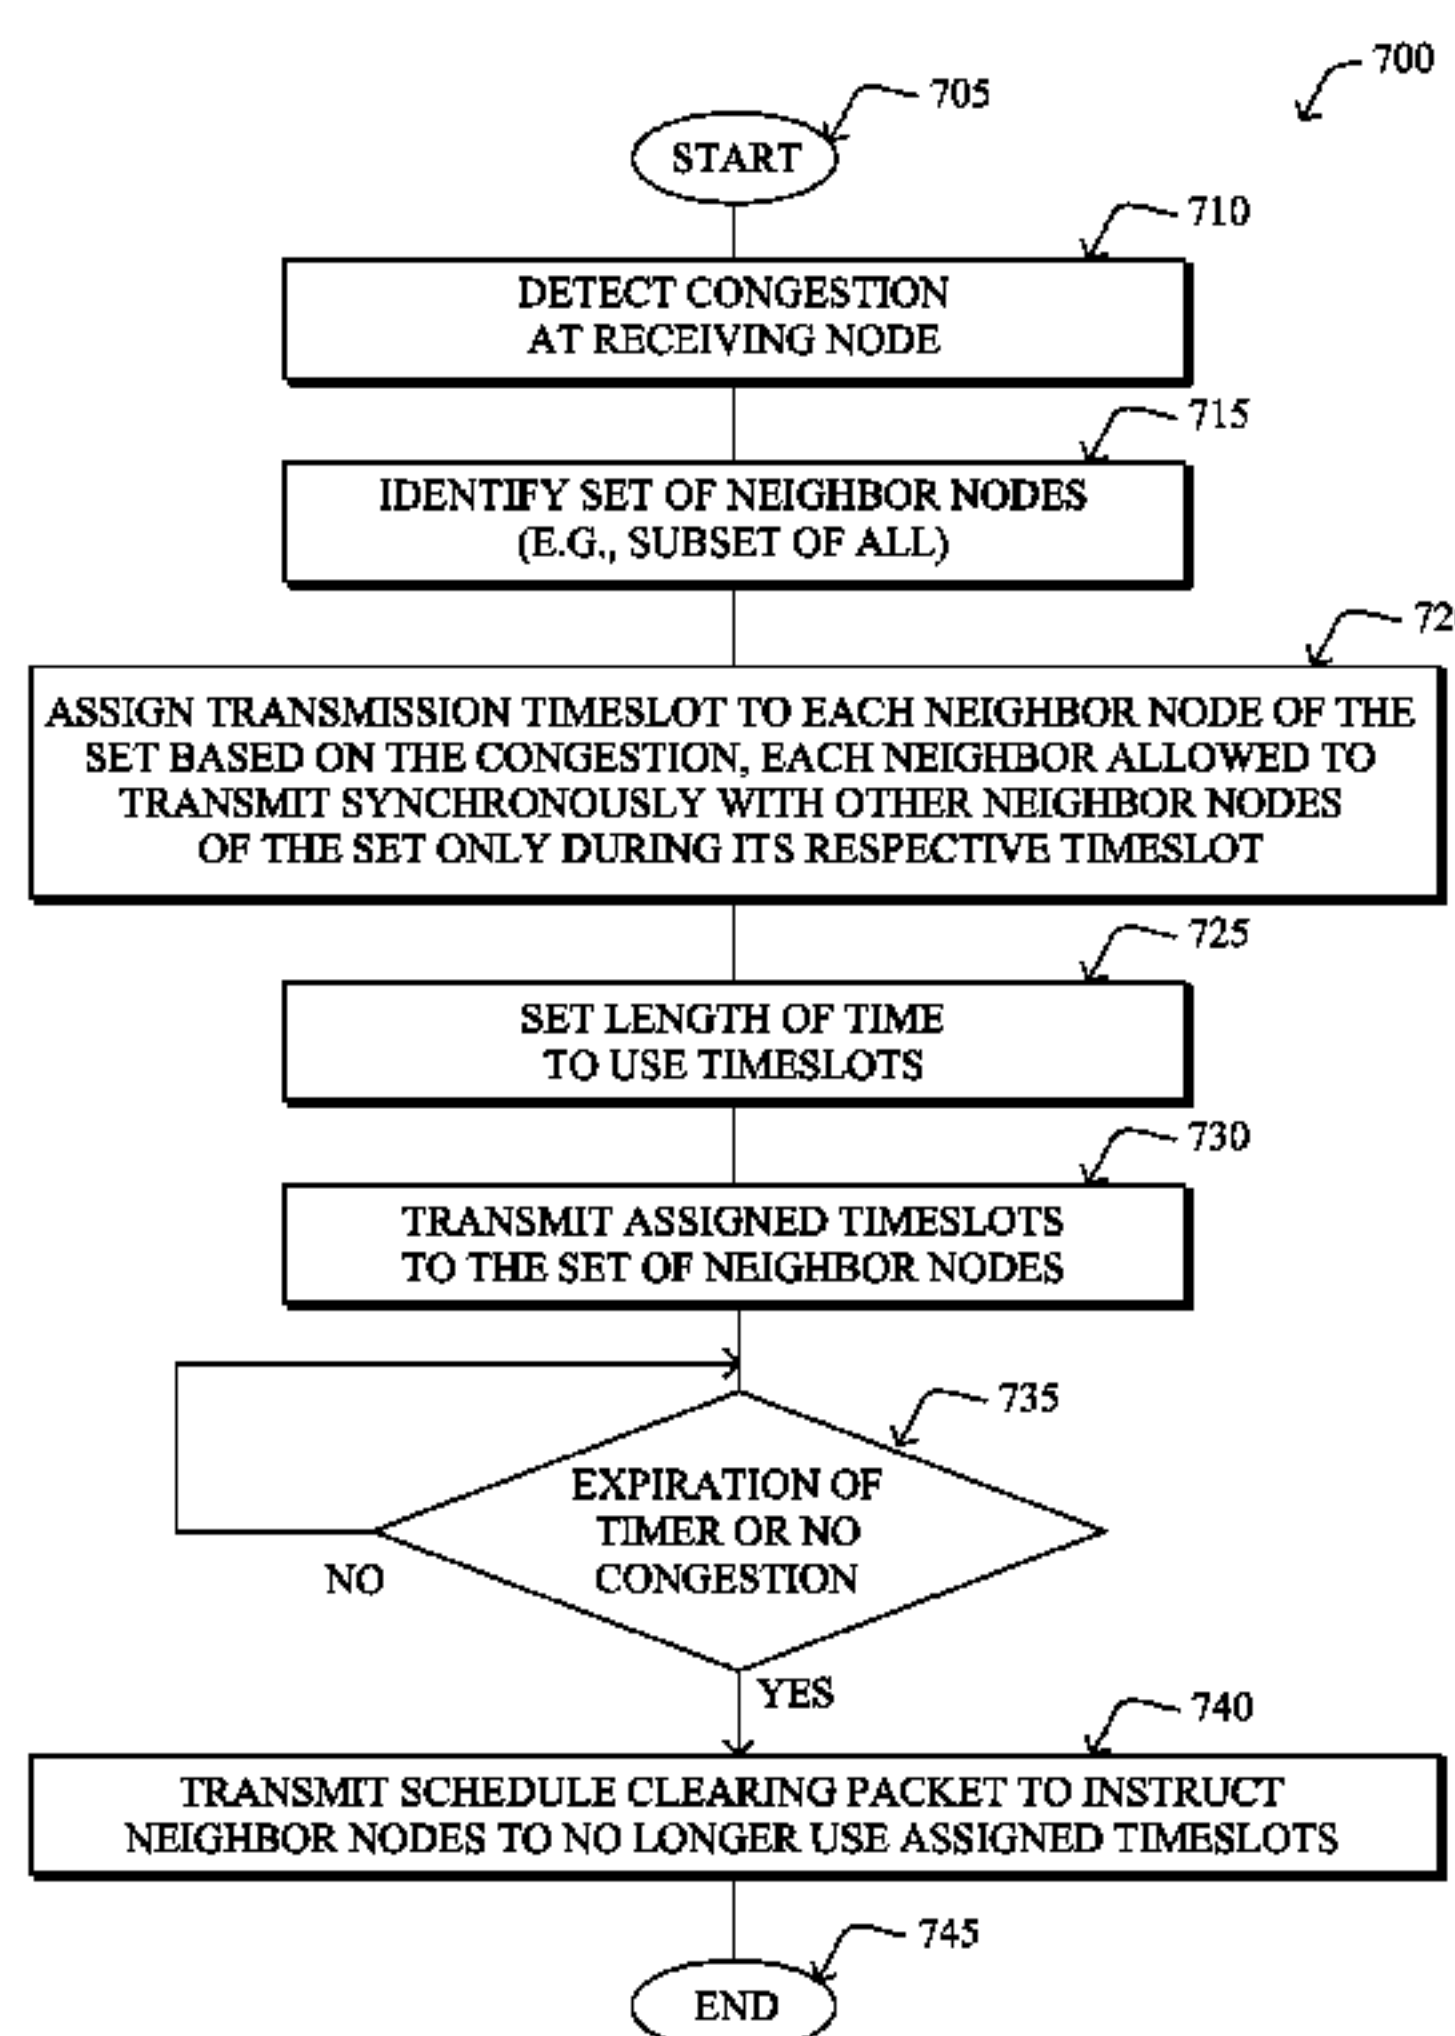 700
705
START
710
DETECT CONGESTION
AT RECEIVING NODE
715
IDENTIFY SET OF NEIGHBOR NODES
(E.G., SUBSET OF ALL)
72
ASSIGN TRANSMISSION TIMESLOT TO EACH NEIGHBOR NODE OF THE
SET BASED ON THE CONGESTION, EACH NEIGHBOR ALLOWED TO
TRANSMIT SYNCHRONOUSLY WITH OTHER NEIGHBOR NODES
OF THE SET ONLY DURING ITS RESPECTIVE TIMESLOT
725
SET LENGTH OF TIME
TO USE TIMESLOTS
730
TRANSMIT ASSIGNED TIMESLOTS
TO THE SET OF NEIGHBOR NODES
735
EXPIRATION OF
TIMER OR NO
CONGESTION
NO
YES
740
TRANSMIT SCHEDULE CLEARING PACKET TO INSTRUCT
NEIGHBOR NODES TO NO LONGER USE ASSIGNED TIMESLOTS
745
END